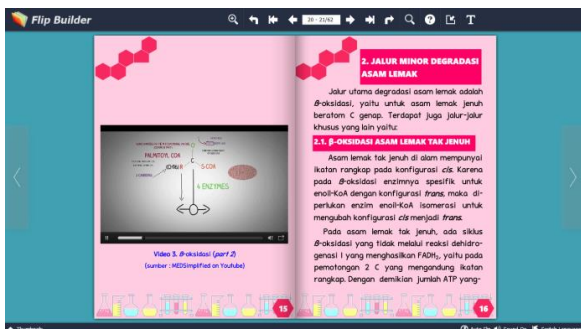 Flip Builder
20 - 21/62
T
PALMITOYL COA
S-COA
4 ENZYMES
Video 3. β-oksidasi (part 2)
(sumber : MEDSimplified on Youtube)
15
2. JALUR MINOR DEGRADASI
ASAM LEMAK
Jalur utama degradasi asam lemak adalah
β-oksidasi, yaitu untuk asam lemak jenuh
beratom C genap. Terdapat juga jalur-jalur
khusus yang lain yaitu:
2.1. β-OKSIDASI ASAM LEMAK TAK JENUH
Asam lemak tak jenuh di alam mempunyai
ikatan rangkap pada konfigurasi cis. Karena
pada β-oksidasi enzimnya spesifik untuk
enoil-KoA dengan konfigurasi trans, maka di-
perlukan enzim enoil-KoA isomerasi untuk
mengubah konfigurasi cis menjadi trans.
Pada asam lemak tak jenuh, ada siklus
β-oksidasi yang tidak melalui reaksi dehidro-
genasi I yang menghasilkan FADH₂, yaitu pada
pemotongan 2 C yang mengandung ikatan
rangkap. Dengan demikian jumlah ATP yang-
16